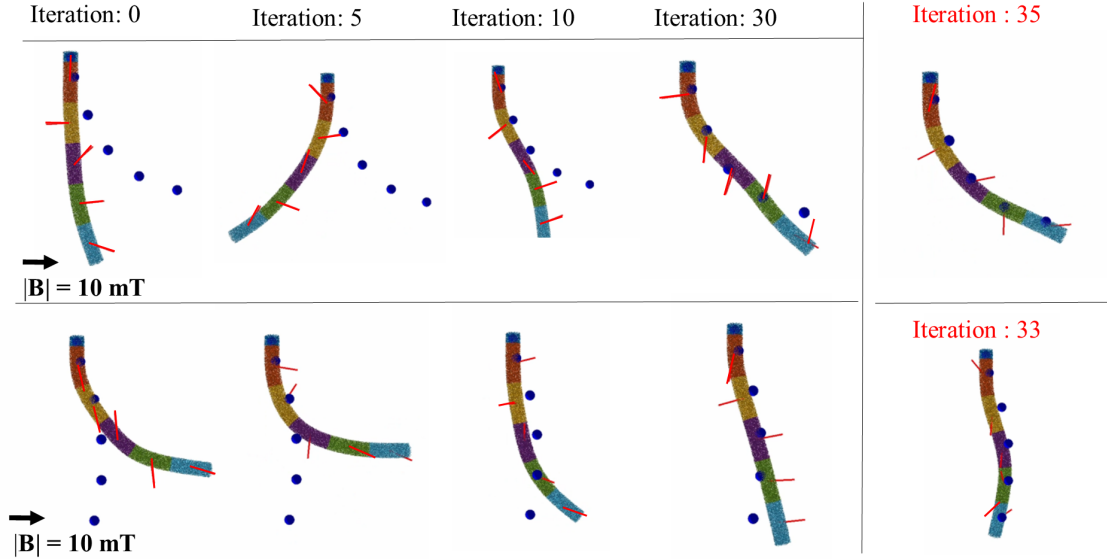 Iteration: 0
Iteration : 5
Iteration : 10
Iteration: 30
Iteration: 35
|B| = 10 mT
Iteration : 33
|B| = 10 mT